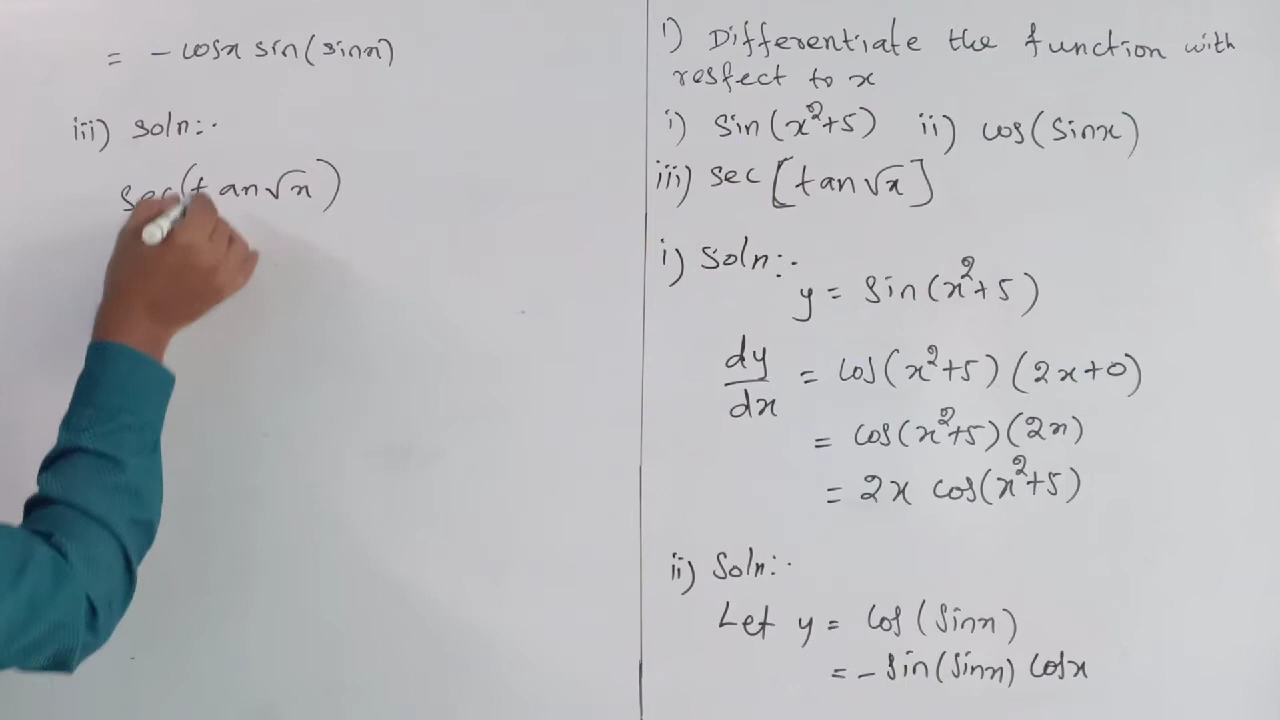 1) Differentiate the function with
resfect to x
i) sin(x²+5) ii) cos(sinx)
iii) sec[tan√x]
i) Soln:-
y = sin(x²+5)
dy/dx = cos(x²+5)(2x+0)
= cos(x²+5)(2x)
= 2x cos(x²+5)
ii) Soln:-
Let y = cos(sinx)
= -sin(sinx) cosx
= -cosx sin(sinx)
iii) soln:-
sec(tan√x)